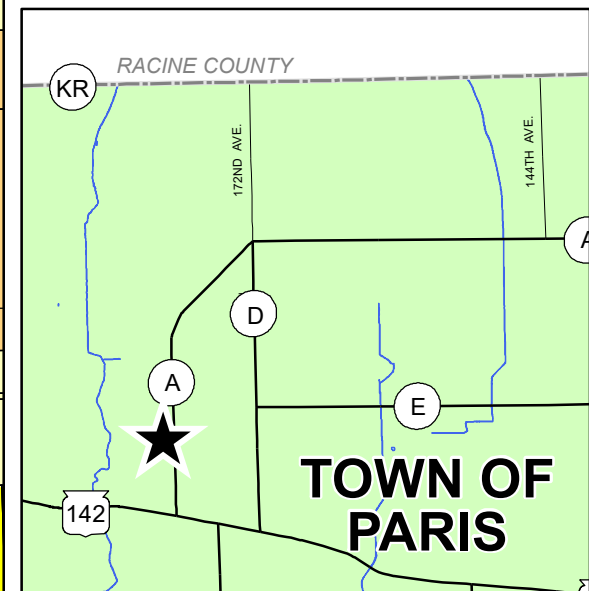 RACINE COUNTY
KR
172ND AVE.
144TH AVE.
A
D
A
E
TOWN OF
PARIS
142